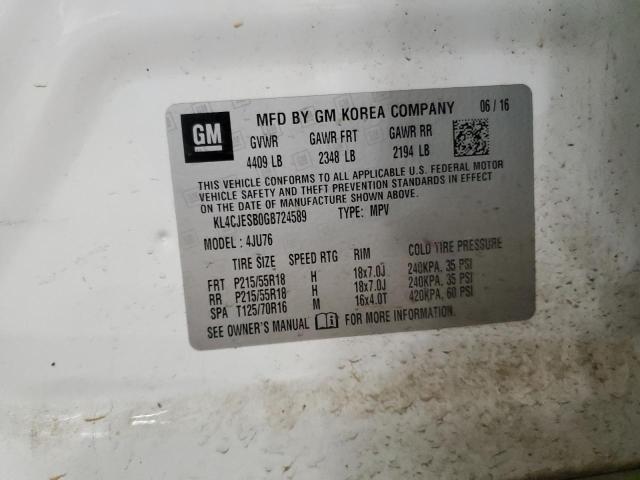 MFD BY GM KOREA COMPANY 06/16
GM
GVWR GAWR FRT GAWR RR
4409 LB 2348 LB 2194 LB
THIS VEHICLE CONFORMS TO ALL APPLICABLE U.S. FEDERAL MOTOR
VEHICLE SAFETY AND THEFT PREVENTION STANDARDS IN EFFECT
ON THE DATE OF MANUFACTURE SHOWN ABOVE.
KL4CJESB0GB724589 TYPE: MPV
MODEL: 4JU76
TIRE SIZE SPEED RTG RIM COLD TIRE PRESSURE
FRT P215/55R18 H 18x7.0J 240KPA, 35 PSI
RR P215/55R18 H 18x7.0J 240KPA, 35 PSI
SPA T125/70R16 M 16x4.0T 420KPA, 60 PSI
SEE OWNER'S MANUAL FOR MORE INFORMATION.